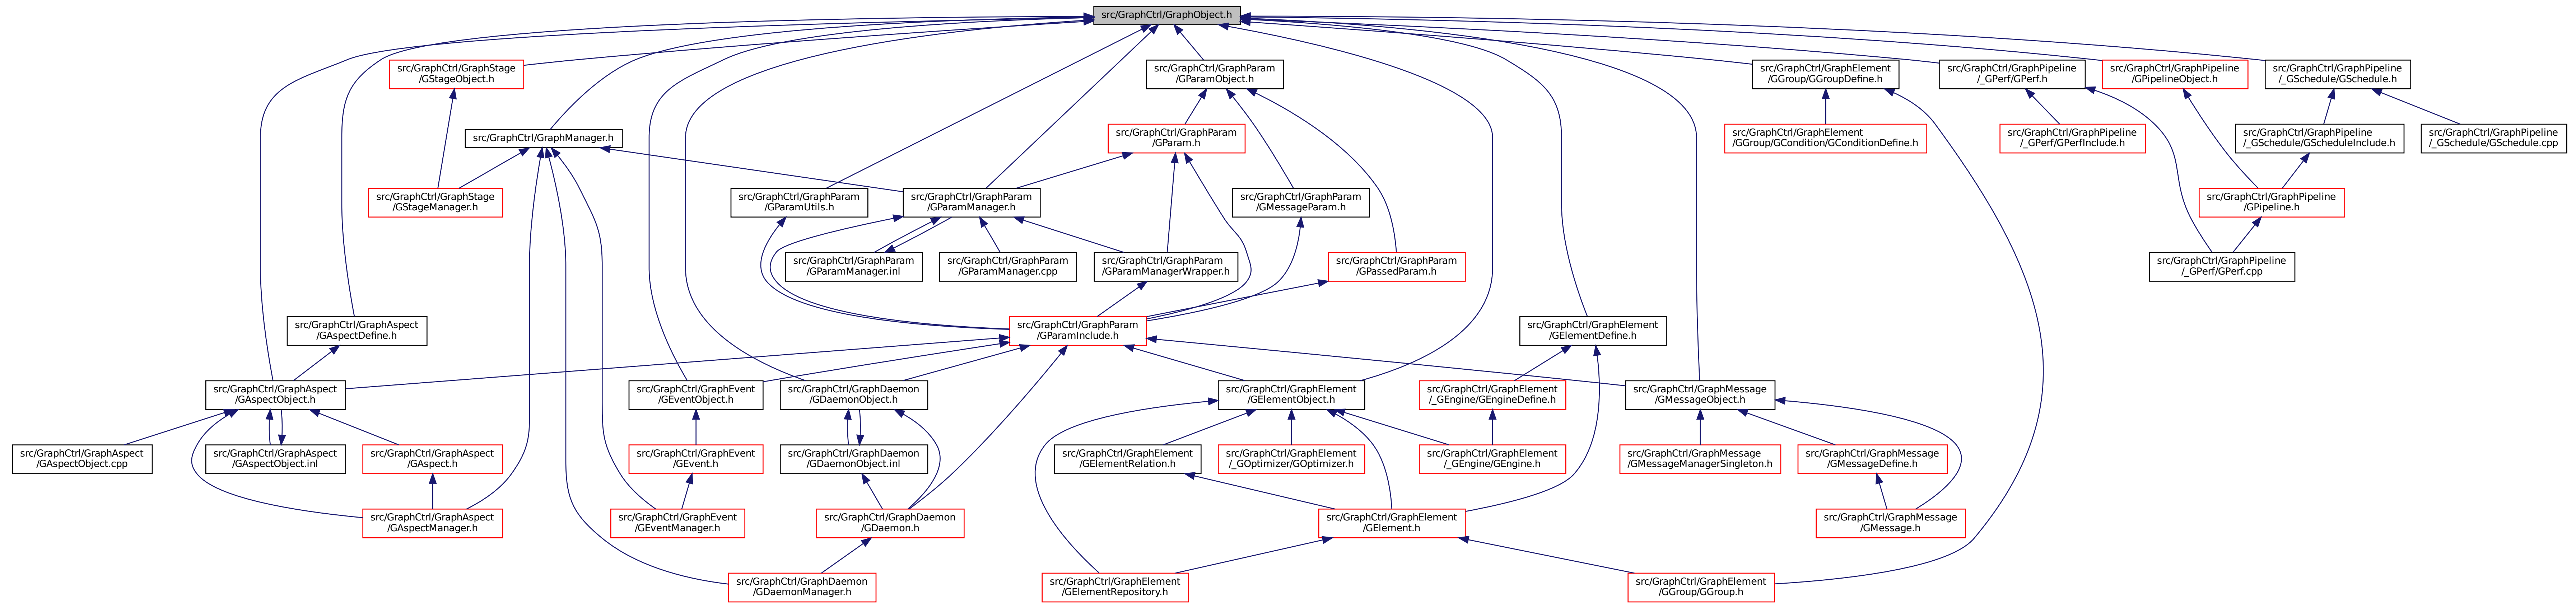 src/GraphCtrl/GraphObject.h
src/GraphCtrl/GraphStage
/GStageObject.h
src/GraphCtrl/GraphParam
/GParamObject.h
src/GraphCtrl/GraphElement
/GGroup/GGroupDefine.h
src/GraphCtrl/GraphPipeline
/_GPerf/GPerf.h
src/GraphCtrl/GraphPipeline
/GPipelineObject.h
src/GraphCtrl/GraphPipeline
/_GSchedule/GSchedule.h
src/GraphCtrl/GraphManager.h
src/GraphCtrl/GraphParam
/GParam.h
src/GraphCtrl/GraphElement
/GGroup/GCondition/GConditionDefine.h
src/GraphCtrl/GraphPipeline
/_GPerf/GPerfInclude.h
src/GraphCtrl/GraphPipeline
/_GSchedule/GScheduleInclude.h
src/GraphCtrl/GraphPipeline
/_GSchedule/GSchedule.cpp
src/GraphCtrl/GraphStage
/GStageManager.h
src/GraphCtrl/GraphParam
/GParamUtils.h
src/GraphCtrl/GraphParam
/GParamManager.h
src/GraphCtrl/GraphParam
/GMessageParam.h
src/GraphCtrl/GraphPipeline
/GPipeline.h
src/GraphCtrl/GraphParam
/GParamManager.inl
src/GraphCtrl/GraphParam
/GParamManager.cpp
src/GraphCtrl/GraphParam
/GParamManagerWrapper.h
src/GraphCtrl/GraphParam
/GPassedParam.h
src/GraphCtrl/GraphPipeline
/_GPerf/GPerf.cpp
src/GraphCtrl/GraphAspect
/GAspectDefine.h
src/GraphCtrl/GraphParam
/GParamInclude.h
src/GraphCtrl/GraphElement
/GElementDefine.h
src/GraphCtrl/GraphAspect
/GAspectObject.h
src/GraphCtrl/GraphEvent
/GEventObject.h
src/GraphCtrl/GraphDaemon
/GDaemonObject.h
src/GraphCtrl/GraphElement
/GElementObject.h
src/GraphCtrl/GraphElement
/_GEngine/GEngineDefine.h
src/GraphCtrl/GraphMessage
/GMessageObject.h
src/GraphCtrl/GraphAspect
/GAspectObject.cpp
src/GraphCtrl/GraphAspect
/GAspectObject.inl
src/GraphCtrl/GraphAspect
/GAspect.h
src/GraphCtrl/GraphEvent
/GEvent.h
src/GraphCtrl/GraphDaemon
/GDaemonObject.inl
src/GraphCtrl/GraphElement
/GElementRelation.h
src/GraphCtrl/GraphElement
/_GOptimizer/GOptimizer.h
src/GraphCtrl/GraphElement
/_GEngine/GEngine.h
src/GraphCtrl/GraphMessage
/GMessageManagerSingleton.h
src/GraphCtrl/GraphMessage
/GMessageDefine.h
src/GraphCtrl/GraphAspect
/GAspectManager.h
src/GraphCtrl/GraphEvent
/GEventManager.h
src/GraphCtrl/GraphDaemon
/GDaemon.h
src/GraphCtrl/GraphElement
/GElement.h
src/GraphCtrl/GraphMessage
/GMessage.h
src/GraphCtrl/GraphDaemon
/GDaemonManager.h
src/GraphCtrl/GraphElement
/GElementRepository.h
src/GraphCtrl/GraphElement
/GGroup/GGroup.h